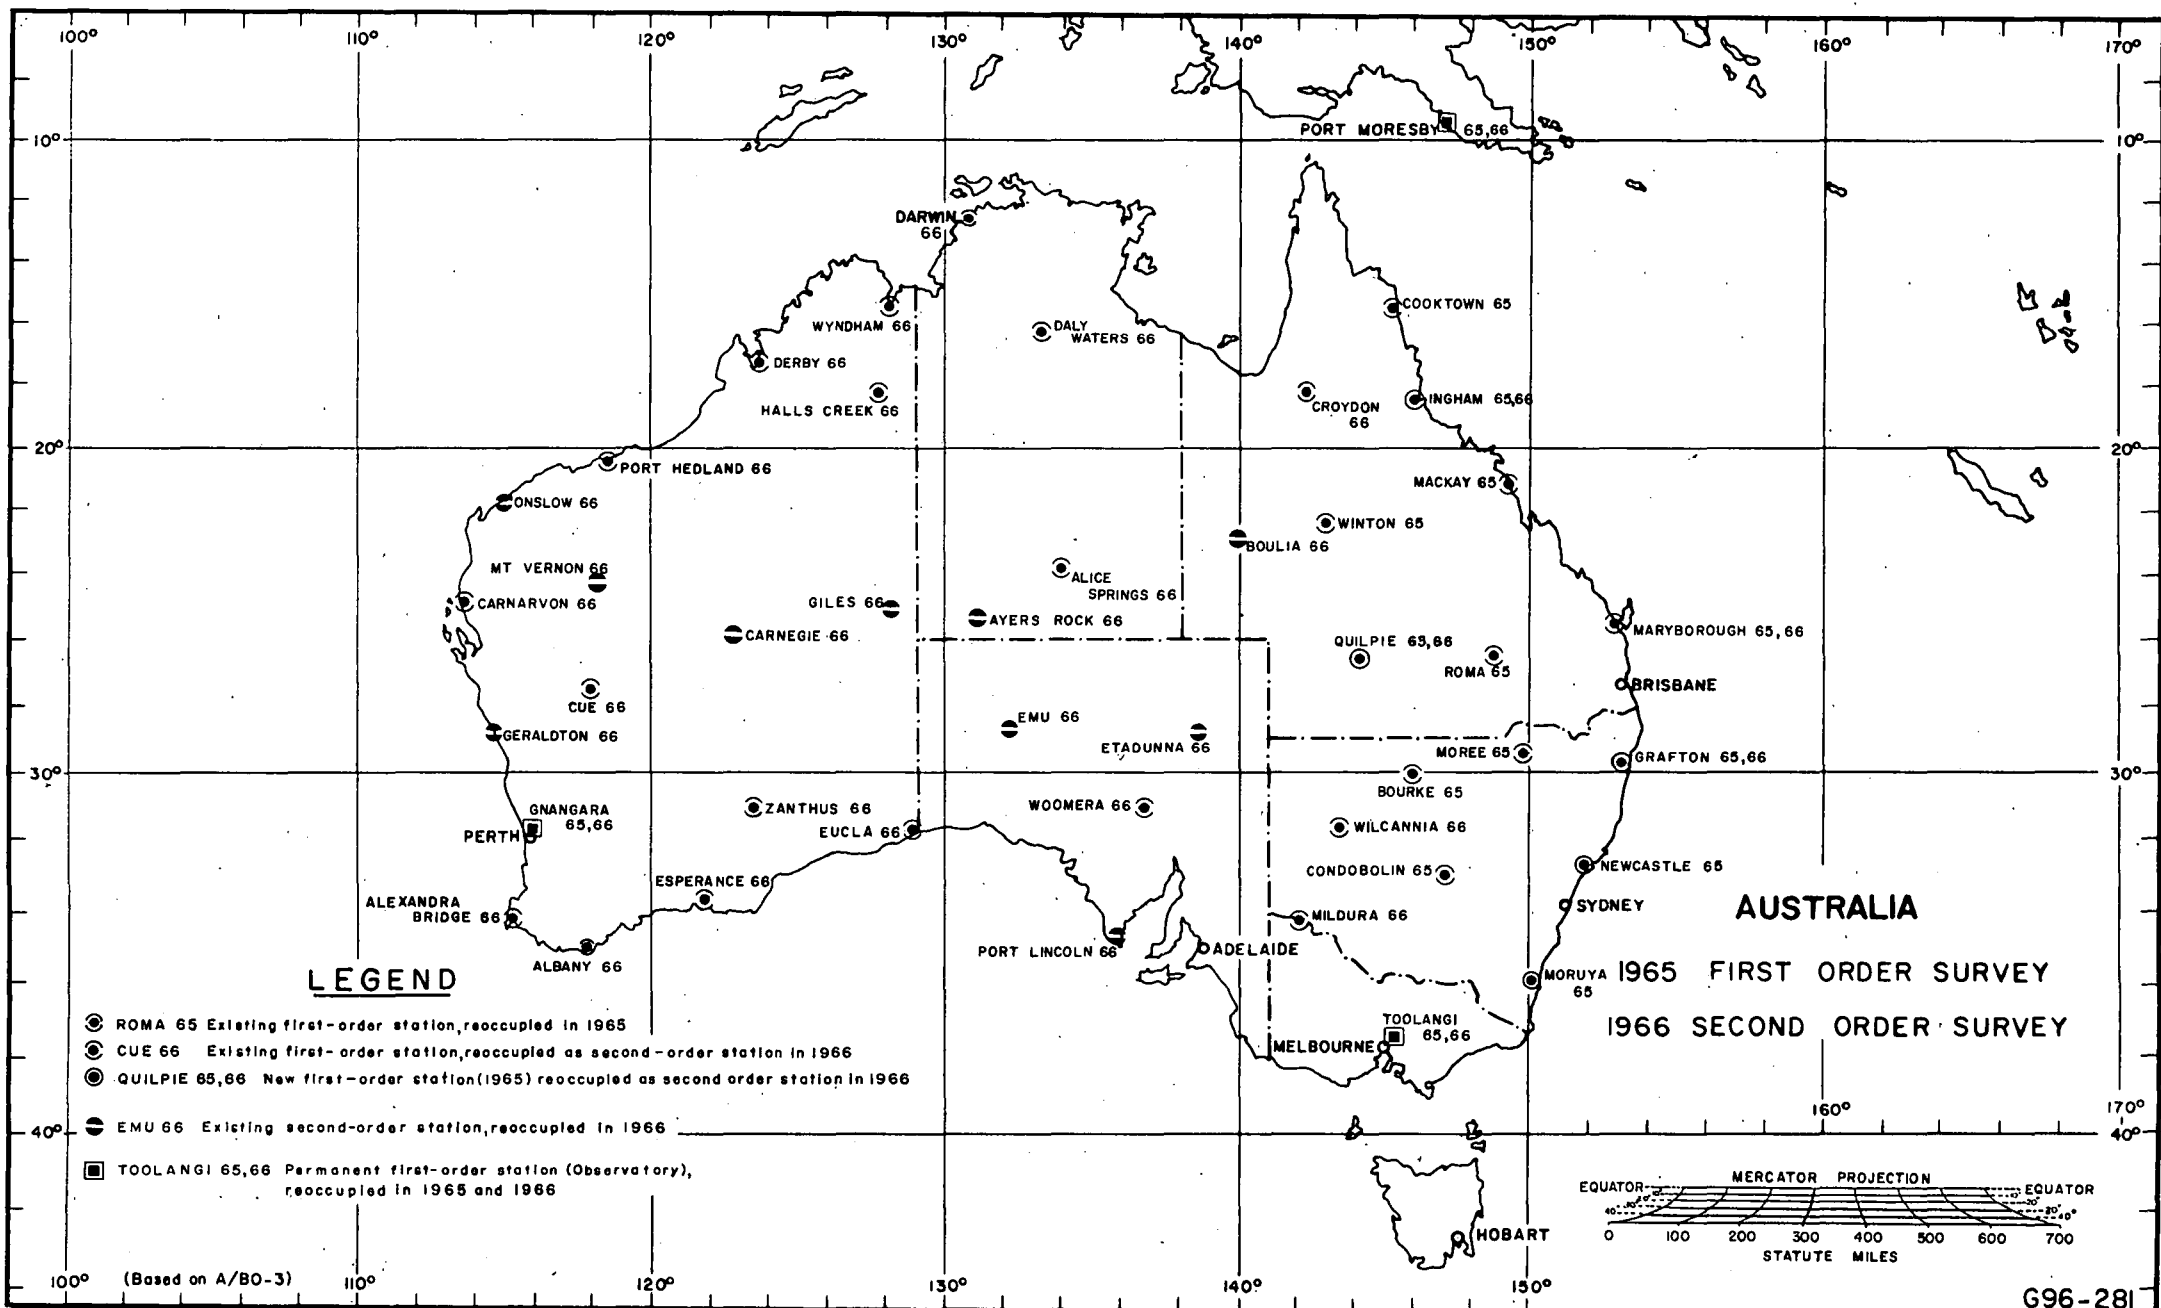 100° 110° 120° 130° 140° 150° 160° 170°
PORT MORESBY 65,66
10° 10°
DARWIN
66
COOKTOWN 65
WYNDHAM 66
DALY
WATERS 66
DERBY 66
HALLS CREEK 66
CROYDON
66
INGHAM 65,66
20° 20°
PORT HEDLAND 66
MACKAY 65
ONSLOW 66
WINTON 65
BOULIA 66
MT VERNON 66
ALICE
SPRINGS 66
CARNARVON 66
GILES 66
AYERS ROCK 66
CARNEGIE 66
MARYBOROUGH 65,66
QUILPIE 65,66
ROMA 65
BRISBANE
CUE 66
EMU 66
GERALDTON 66
ETADUNNA 66
MOREE 65
GRAFTON 65,66
30° 30°
BOURKE 65
GNANGARA
65,66
ZANTHUS 66
WOOMERA 66
PERTH
EUCLA 66
WILCANNIA 66
NEWCASTLE 65
CONDOBOLIN 65
ESPERANCE 66
ALEXANDRA
BRIDGE 66
SYDNEY
MILDURA 66
PORT LINCOLN 66
ADELAIDE
ALBANY 66
MORUYA
65
TOOLANGI
65,66
MELBOURNE
AUSTRALIA
1965 FIRST ORDER SURVEY
1966 SECOND ORDER SURVEY
LEGEND
ROMA 65 Existing first-order station, reoccupied in 1965
CUE 66 Existing first-order station, reoccupied as second-order station in 1966
QUILPIE 65,66 New first-order station (1965) reoccupied as second order station in 1966
EMU 66 Existing second-order station, reoccupied in 1966
TOOLANGI 65,66 Permanent first-order station (Observatory),
reoccupied in 1965 and 1966
160° 170°
40° 40°
HOBART
MERCATOR PROJECTION
EQUATOR EQUATOR
20°
40° 40°
0 100 200 300 400 500 600 700
STATUTE MILES
100° (Based on A/BO-3) 110° 120° 130° 140° 150°
G96-281